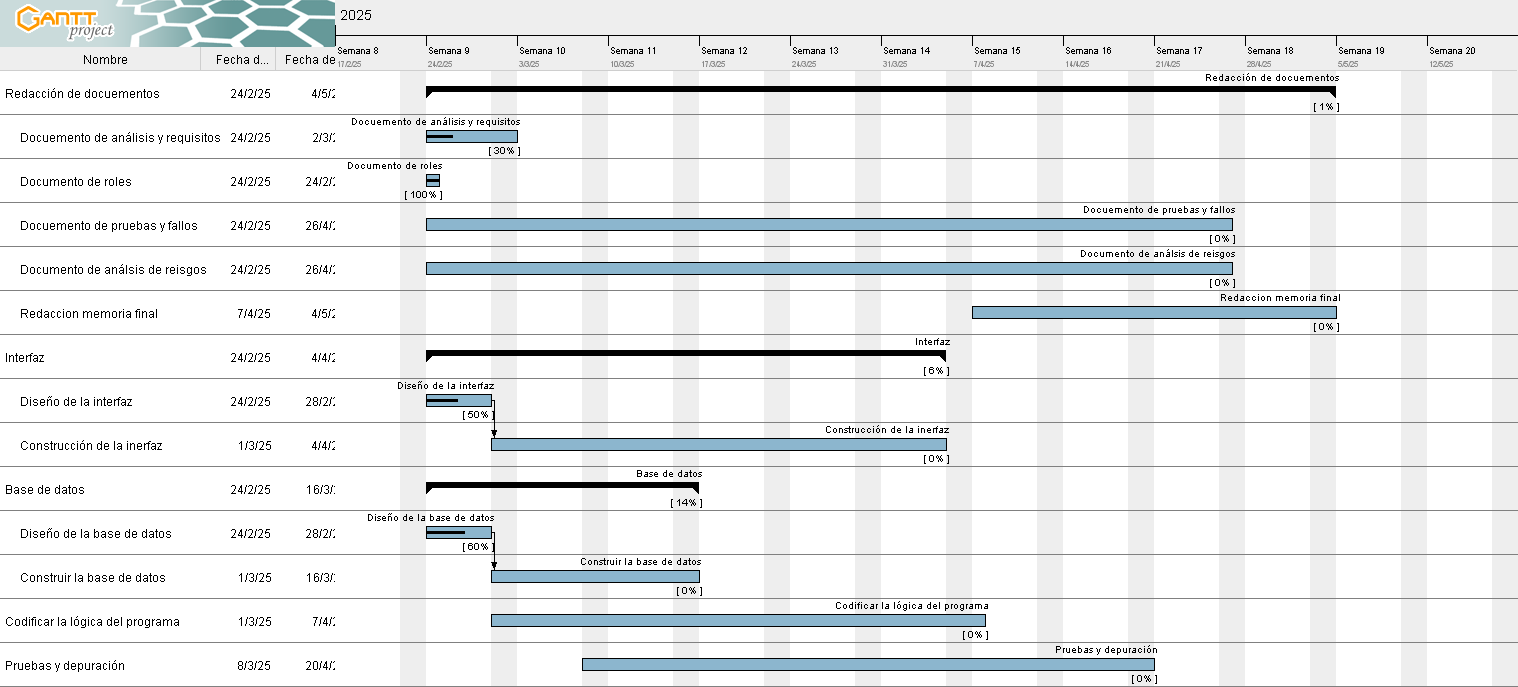 GANTT project
2025
Semana 8 Semana 9 Semana 10 Semana 11 Semana 12 Semana 13 Semana 14 Semana 15 Semana 16 Semana 17 Semana 18 Semana 19 Semana 20
Nombre Fecha d... Fecha de
17/2/25 24/2/25 3/3/25 10/3/25 17/3/25 24/3/25 31/3/25 7/4/25 14/4/25 21/4/25 28/4/25 5/5/25 12/5/25
Redacción de docuementos
Redacción de docuementos 24/2/25 4/5/2
[ 1% ]
Docuemento de análisis y requisitos
Docuemento de análisis y requisitos 24/2/25 2/3/2
[ 30% ]
Documento de roles
Documento de roles 24/2/25 24/2/2
[ 100% ]
Docuemento de pruebas y fallos
Docuemento de pruebas y fallos 24/2/25 26/4/2
[ 0% ]
Documento de análsis de reisgos
Documento de análsis de reisgos 24/2/25 26/4/2
[ 0% ]
Redaccion memoria final
Redaccion memoria final 7/4/25 4/5/2
[ 0% ]
Interfaz
Interfaz 24/2/25 4/4/2
[ 6% ]
Diseño de la interfaz
Diseño de la interfaz 24/2/25 28/2/2
[ 50% ]
Construcción de la inerfaz
Construcción de la inerfaz 1/3/25 4/4/2
[ 0% ]
Base de datos
Base de datos 24/2/25 16/3/2
[ 14% ]
Diseño de la base de datos
Diseño de la base de datos 24/2/25 28/2/2
[ 60% ]
Construir la base de datos
Construir la base de datos 1/3/25 16/3/2
[ 0% ]
Codificar la lógica del programa
Codificar la lógica del programa 1/3/25 7/4/2
[ 0% ]
Pruebas y depuración
Pruebas y depuración 8/3/25 20/4/2
[ 0% ]